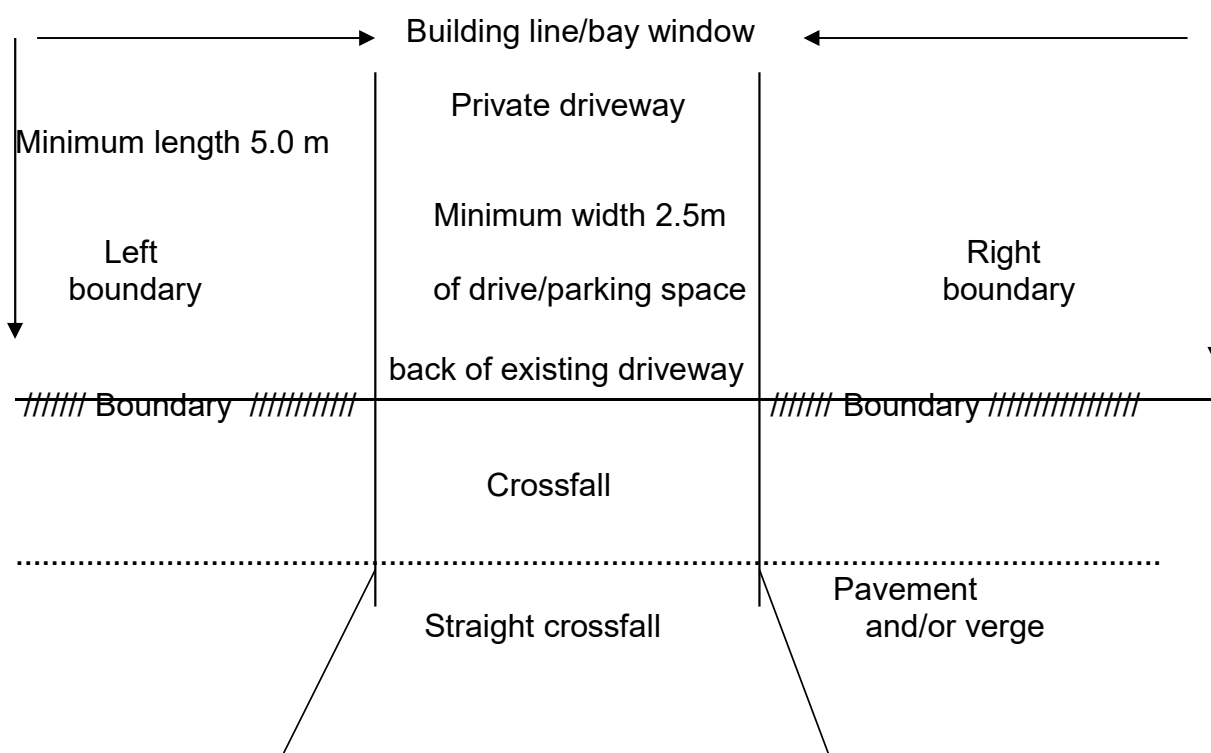 Building line/bay window
Private driveway
Minimum length 5.0 m
Minimum width 2.5m
Left
boundary
of drive/parking space
Right
boundary
back of existing driveway
/////// Boundary //////////// 
/////// Boundary /////////////////
Crossfall
Pavement
and/or verge
Straight crossfall